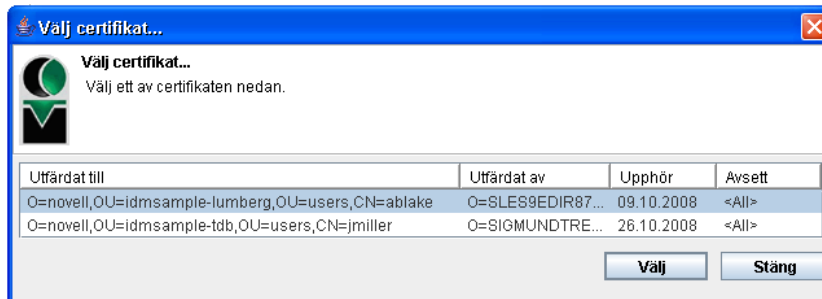 Välj certifikat...
Välj certifikat...
Välj ett av certifikaten nedan.
Utfärdat till Utfärdat av Upphör Avsett
O=novell,OU=idmsample-lumberg,OU=users,CN=ablake O=SLES9EDIR87... 09.10.2008 <All>
O=novell,OU=idmsample-tdb,OU=users,CN=jmiller O=SIGMUNDTRE... 26.10.2008 <All>
Välj Stäng